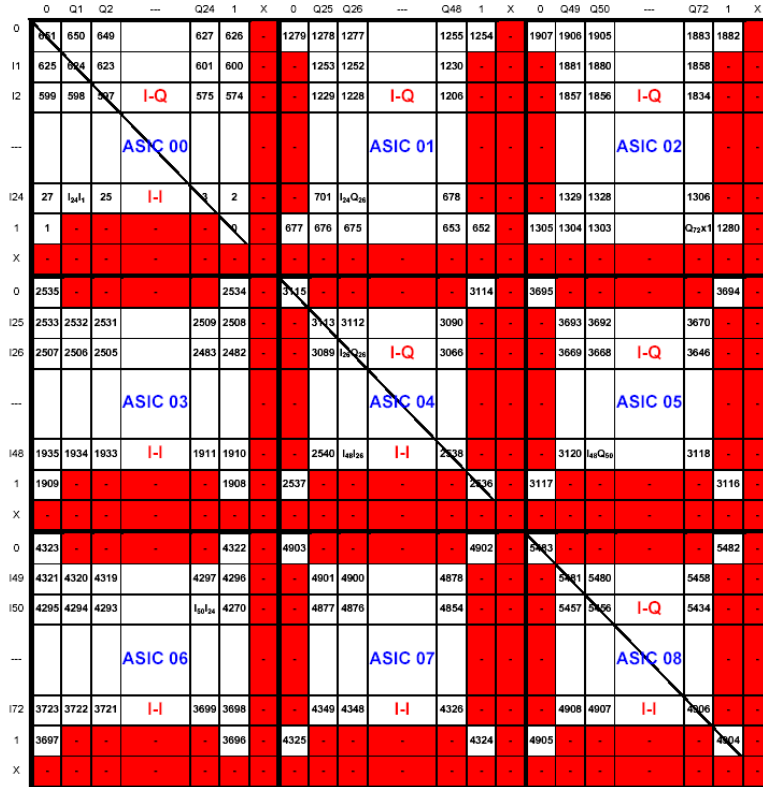 0 Q1 Q2 --- Q24 1 X 0 Q25 Q26 --- Q48 1 X 0 Q49 Q50 --- Q72 1 X
0 651 650 649 627 626 - 1279 1278 1277 1255 1254 - 1907 1906 1905 1883 1882 -
I1 625 624 623 601 600 - - 1253 1252 1230 - - - 1881 1880 1858 - -
I2 599 598 597 I-Q 575 574 - - 1229 1228 I-Q 1206 - - - 1857 1856 I-Q 1834 - -
--- ASIC 00 - - ASIC 01 - - - ASIC 02 - -
I24 27 I24I1 25 I-I 3 2 - - 701 I24Q26 678 - - - 1329 1328 1306 - -
1 1 - - - - 0 - 677 676 675 653 652 - 1305 1304 1303 Q72x1 1280 -
X - - - - - - - - - - - - - - - - - - - - -
0 2535 - - - - 2534 - 3115 - - - - 3114 - 3695 - - - - 3694 -
I25 2533 2532 2531 2509 2508 - - 3113 3112 3090 - - - 3693 3692 3670 - -
I26 2507 2506 2505 2483 2482 - - 3089 I26Q26 I-Q 3066 - - - 3669 3668 I-Q 3646 - -
--- ASIC 03 - - ASIC 04 - - - ASIC 05 - -
I48 1935 1934 1933 I-I 1911 1910 - - 2540 I48I26 I-I 2538 - - - 3120 I48Q50 3118 - -
1 1909 - - - - 1908 - 2537 - - - - 2536 - 3117 - - - - 3116 -
X - - - - - - - - - - - - - - - - - - - - -
0 4323 - - - - 4322 - 4903 - - - - 4902 - 5483 - - - - 5482 -
I49 4321 4320 4319 4297 4296 - - 4901 4900 4878 - - - 5481 5480 5458 - -
I50 4295 4294 4293 I50I24 4270 - - 4877 4876 4854 - - - 5457 5456 I-Q 5434 - -
--- ASIC 06 - - ASIC 07 - - - ASIC 08 - -
I72 3723 3722 3721 I-I 3699 3698 - - 4349 4348 I-I 4326 - - - 4908 4907 I-I 4906 - -
1 3697 - - - - 3696 - 4325 - - - - 4324 - 4905 - - - - 4904 -
X - - - - - - - - - - - - - - - - - - - - -